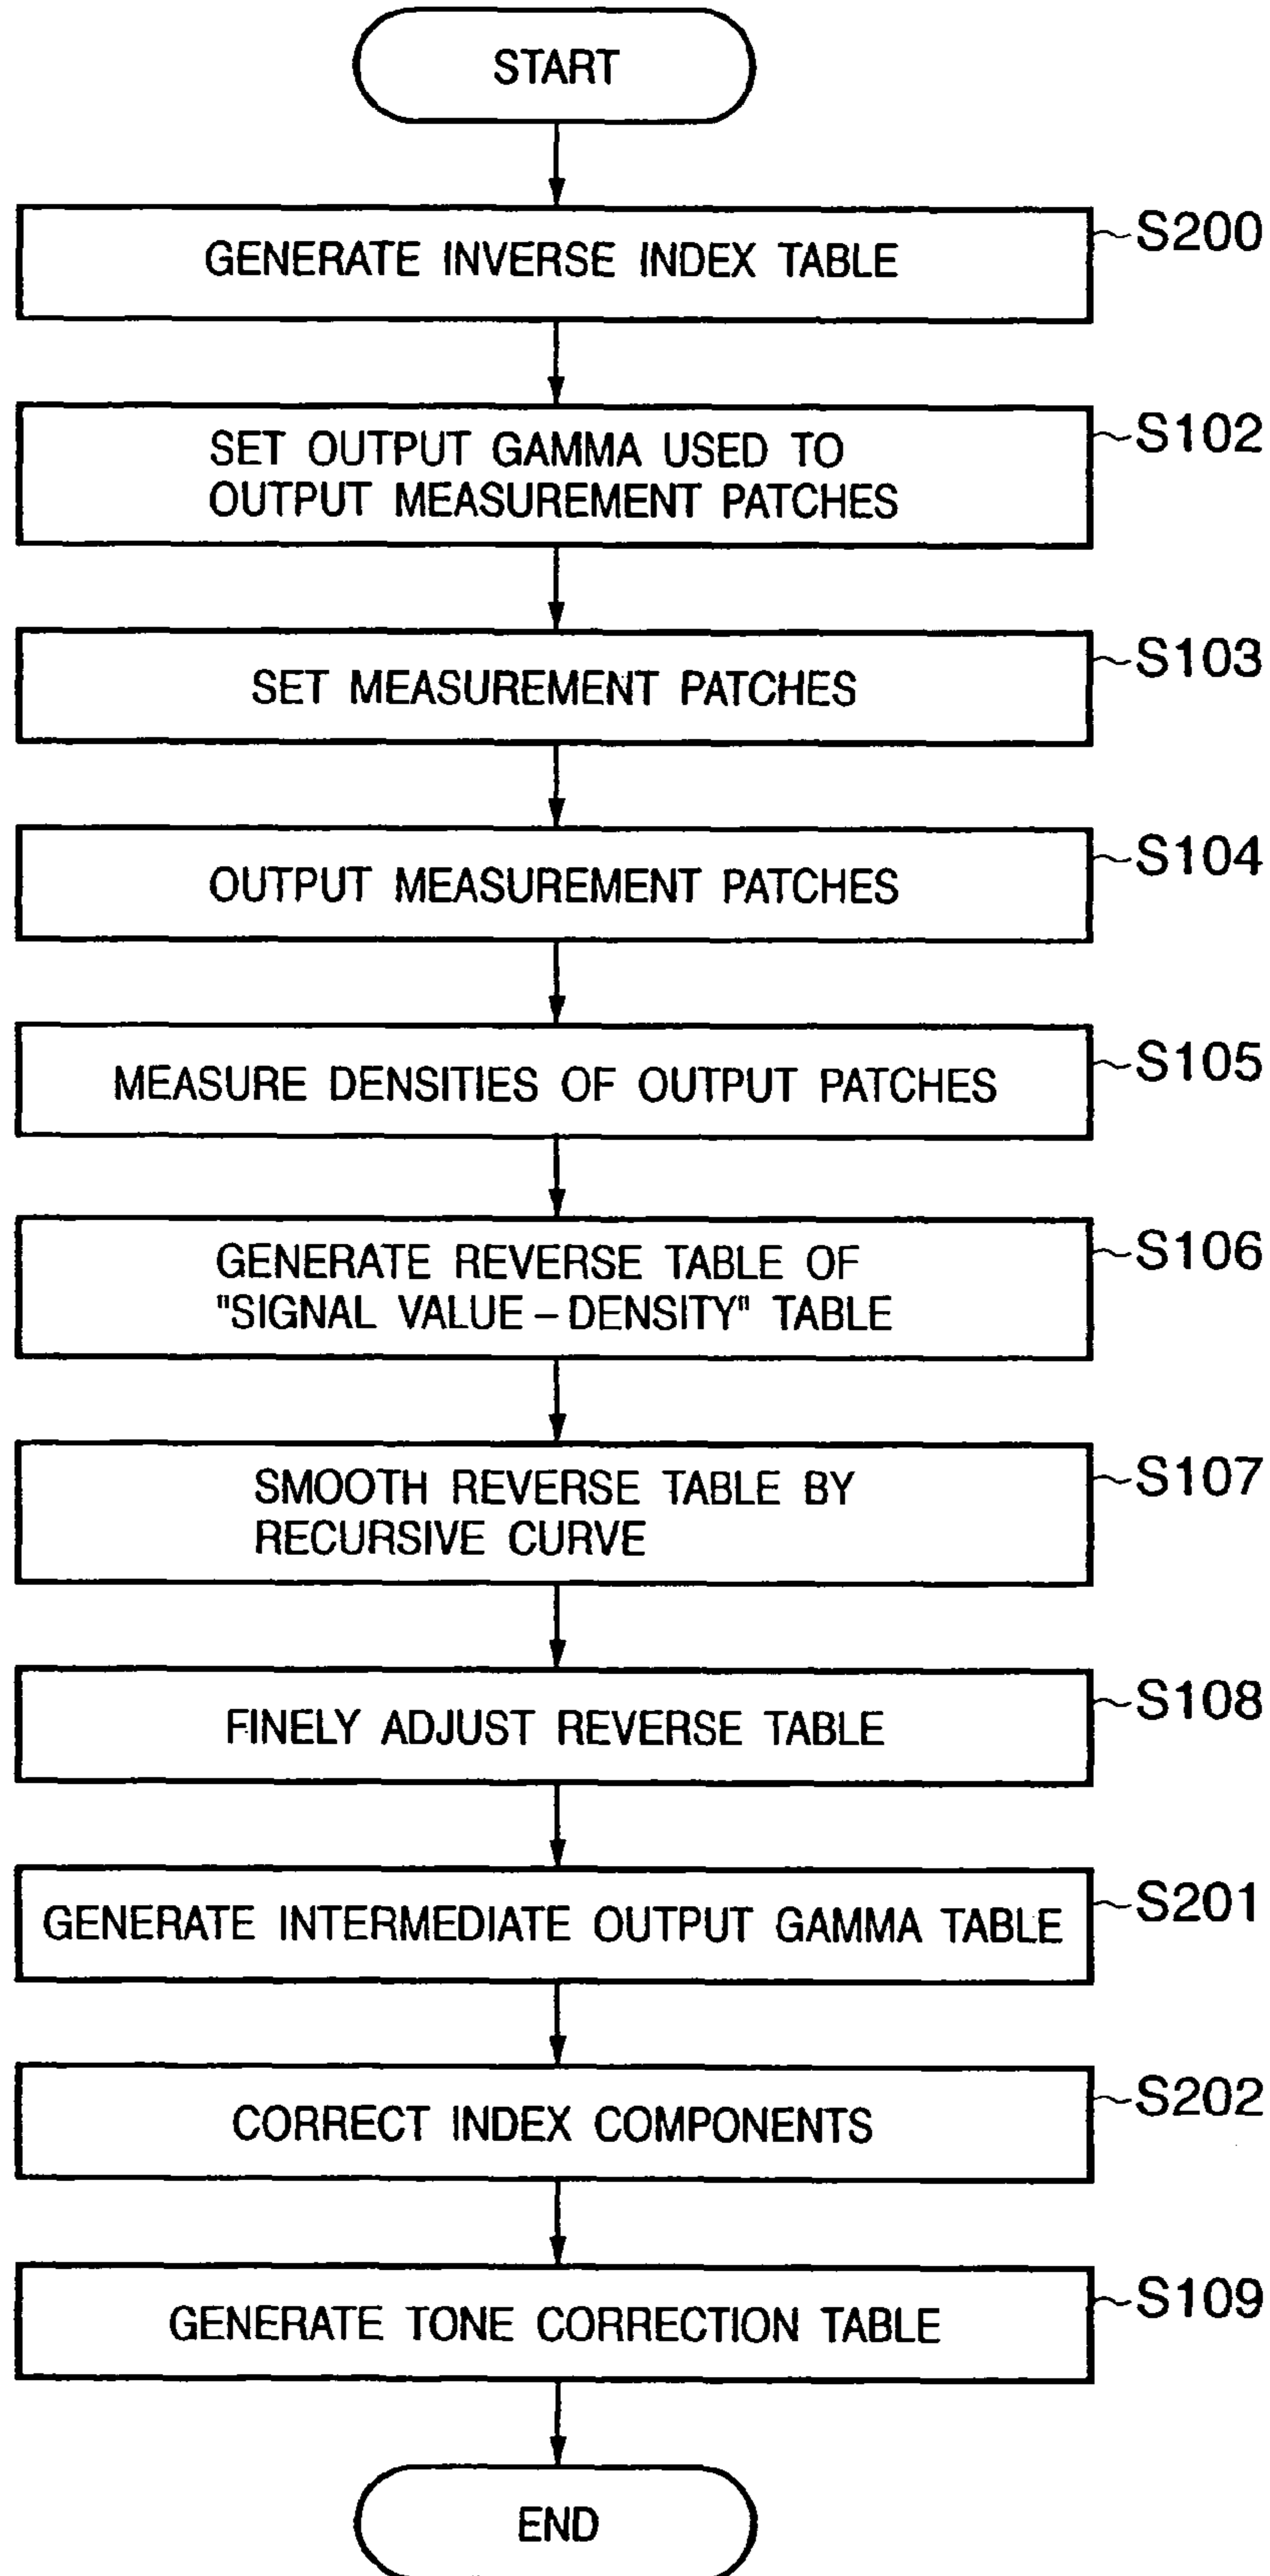 START
GENERATE INVERSE INDEX TABLE
S200
SET OUTPUT GAMMA USED TO
OUTPUT MEASUREMENT PATCHES
S102
SET MEASUREMENT PATCHES
S103
OUTPUT MEASUREMENT PATCHES
S104
MEASURE DENSITIES OF OUTPUT PATCHES
S105
GENERATE REVERSE TABLE OF
"SIGNAL VALUE – DENSITY" TABLE
S106
SMOOTH REVERSE TABLE BY
RECURSIVE CURVE
S107
FINELY ADJUST REVERSE TABLE
S108
GENERATE INTERMEDIATE OUTPUT GAMMA TABLE
S201
CORRECT INDEX COMPONENTS
S202
GENERATE TONE CORRECTION TABLE
S109
END